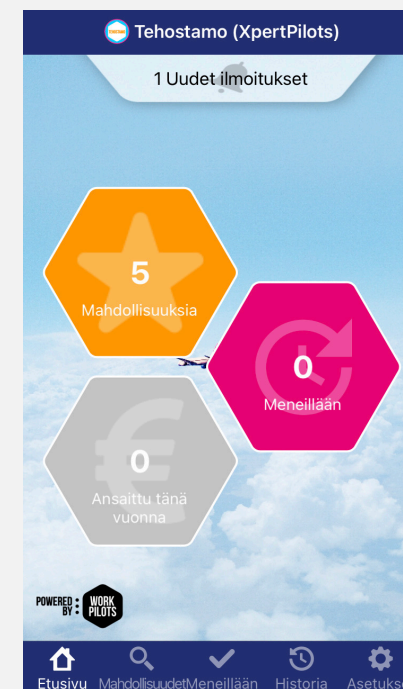 Tehostamo (XpertPilots)
1 Uudet ilmoitukset
5
Mahdollisuuksia
0
Meneillään
0
Ansaittu tänä
vuonna
POWERED BY:
WORK
PILOTS
Etusivu Mahdollisuudet Meneillään Historia Asetukse